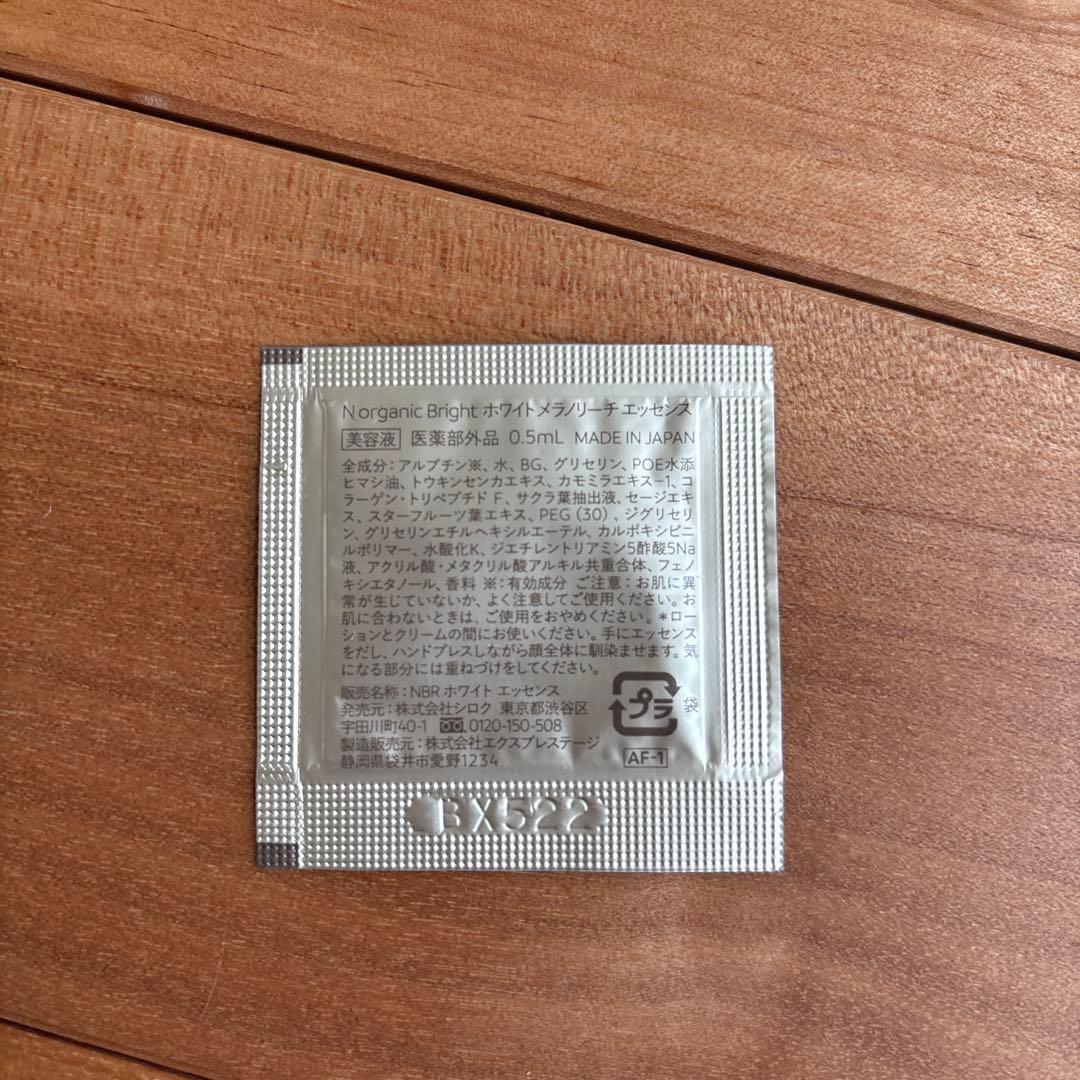 N organic Bright ホワイト メラノリーチ エッセンス
美容液 医薬部外品 0.5mL MADE IN JAPAN
全成分：アルブチン※、水、BG、グリセリン、POE水添
ヒマシ油、トウキンセンカエキス、カモミラエキス-1、コ
ラーゲン・トリペプチド F、サクラ葉抽出液、セージエキ
ス、スターフルーツ葉エキス、PEG（30）、ジグリセリ
ン、グリセリンエチルヘキシルエーテル、カルボキシビニ
ルポリマー、水酸化K、ジエチレントリアミン5酢酸5Na
液、アクリル酸・メタクリル酸アルキル共重合体、フェノ
キシエタノール、香料 ※：有効成分 ご注意：お肌に異
常が生じていないか、よく注意してご使用ください。お
肌に合わないときは、ご使用をおやめください。＊ロー
ションとクリームの間にお使いください。手にエッセンス
をだし、ハンドプレスしながら顔全体に馴染ませます。気
になる部分には重ねづけをしてください。
販売名称：NBR ホワイト エッセンス
発売元：株式会社シロク 東京都渋谷区
宇田川町40-1 0120-150-508
製造販売元：株式会社エクスプレステージ
静岡県袋井市愛野1234
プラ 袋
AF-1
BX522